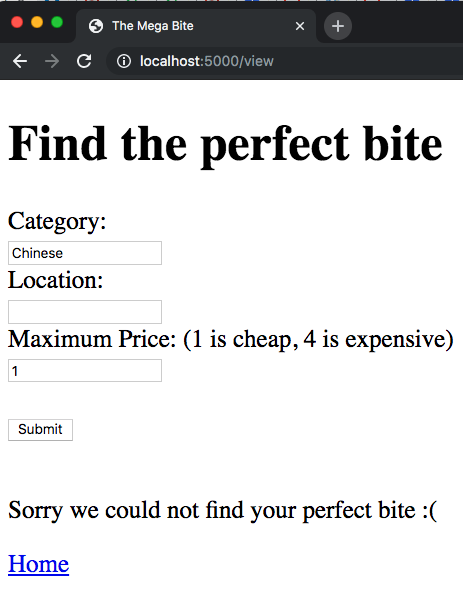 The Mega Bite
localhost:5000/view
Find the perfect bite
Category:
Chinese
Location:
Maximum Price: (1 is cheap, 4 is expensive)
1
Submit
Sorry we could not find your perfect bite :(
Home